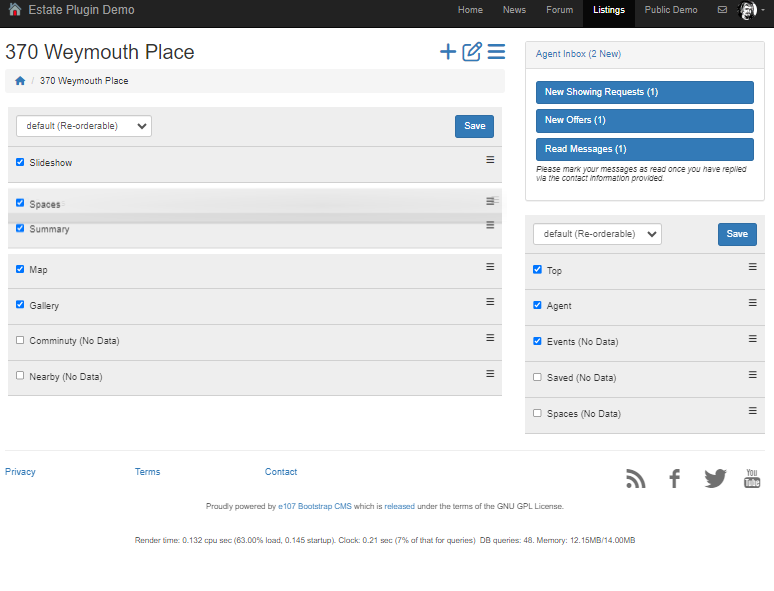 Estate Plugin Demo
Home News Forum Listings Public Demo
370 Weymouth Place
/ 370 Weymouth Place
default (Re-orderable) Save
Slideshow
Spaces
Summary
Map
Gallery
Comminuty (No Data)
Nearby (No Data)
Agent Inbox (2 New)
New Showing Requests (1)
New Offers (1)
Read Messages (1)
Please mark your messages as read once you have replied
via the contact information provided.
default (Re-orderable) Save
Top
Agent
Events (No Data)
Saved (No Data)
Spaces (No Data)
Privacy Terms Contact
You Tube
Proudly powered by e107 Bootstrap CMS which is released under the terms of the GNU GPL License.
Render time: 0.132 cpu sec (63.00% load, 0.145 startup). Clock: 0.21 sec (7% of that for queries) DB queries: 48. Memory: 12.15MB/14.00MB